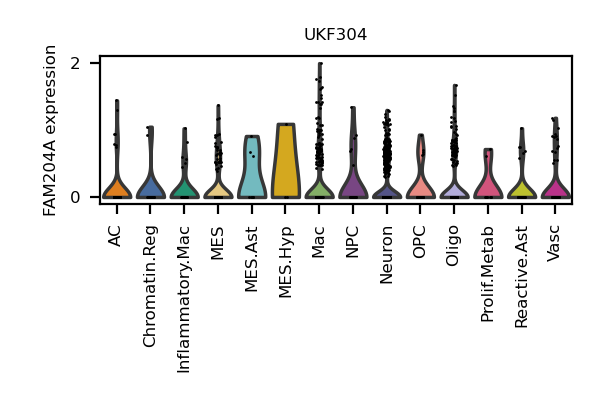 UKF304
FAM204A expression
2
0
AC
Chromatin.Reg
Inflammatory.Mac
MES
MES.Ast
MES.Hyp
Mac
NPC
Neuron
OPC
Oligo
Prolif.Metab
Reactive.Ast
Vasc